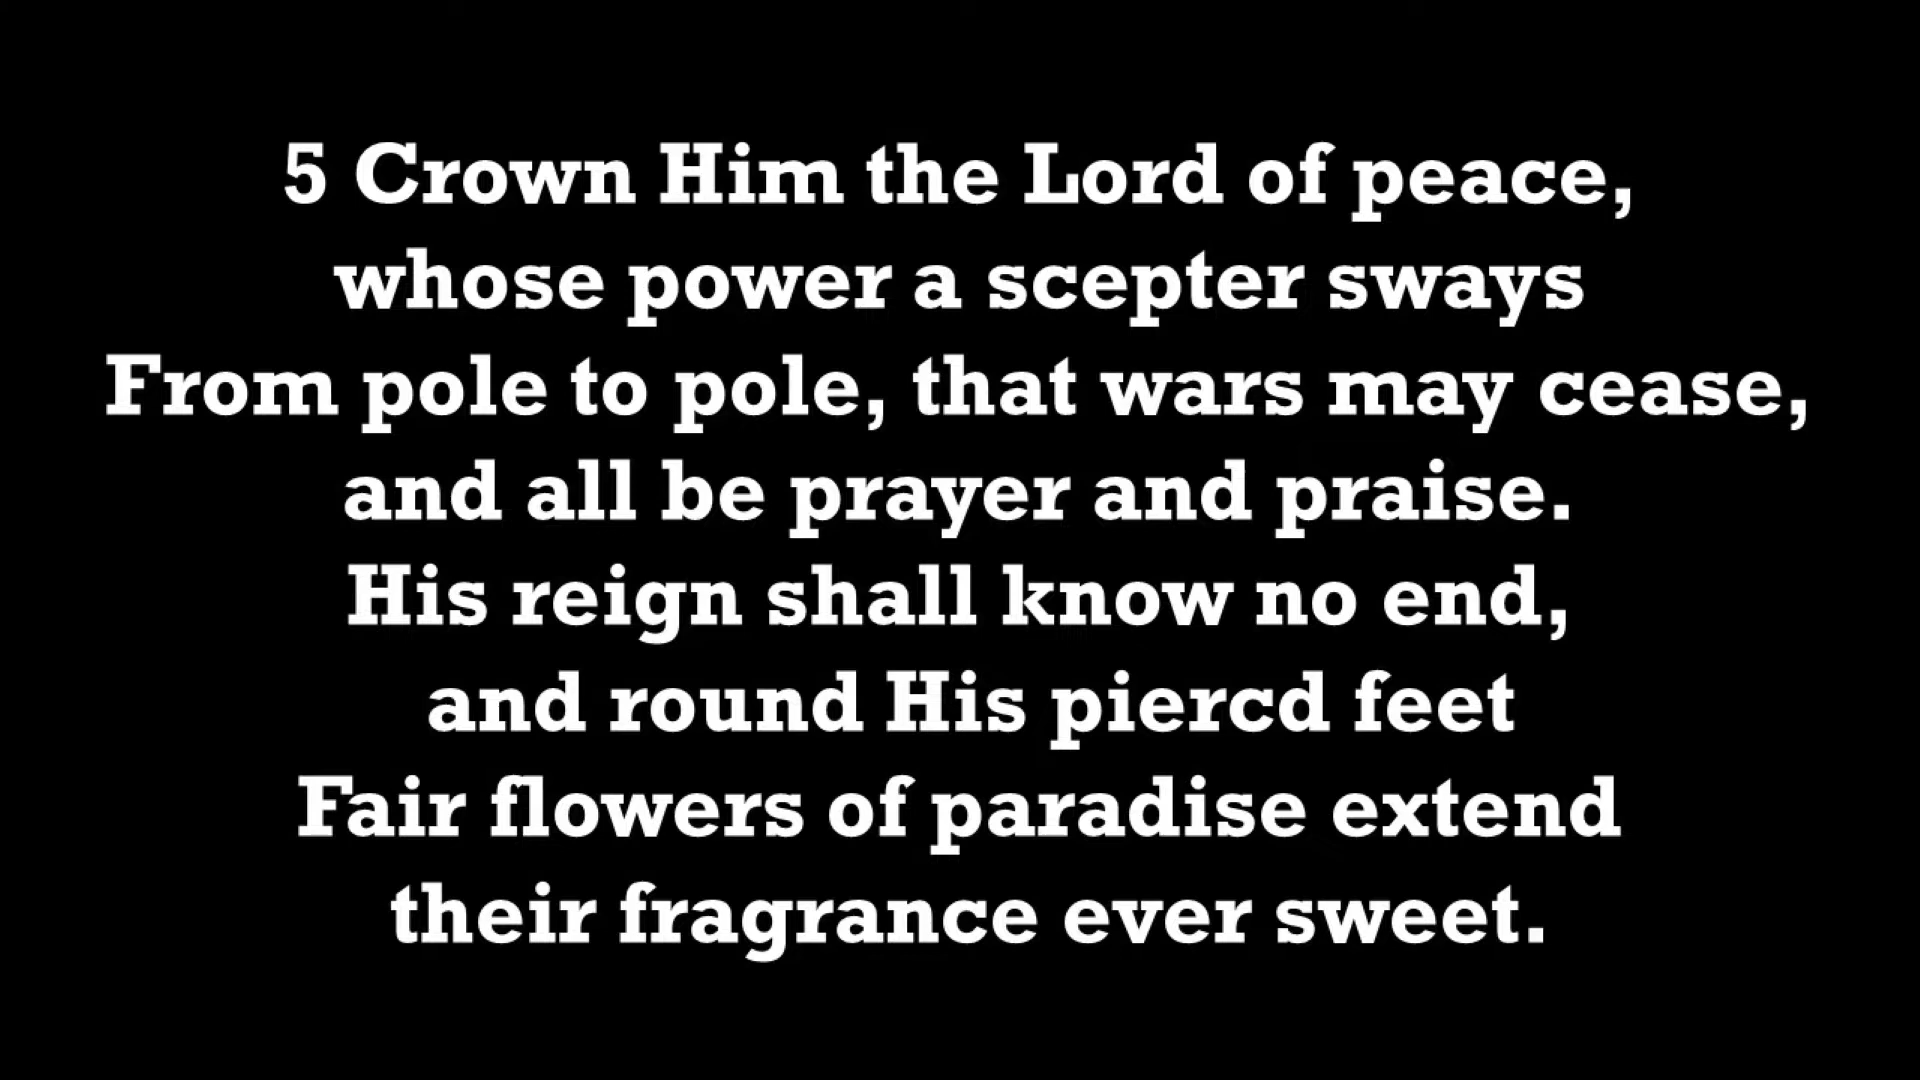 5 Crown Him the Lord of peace,
whose power a scepter sways
From pole to pole, that wars may cease,
and all be prayer and praise.
His reign shall know no end,
and round His piercd feet
Fair flowers of paradise extend
their fragrance ever sweet.